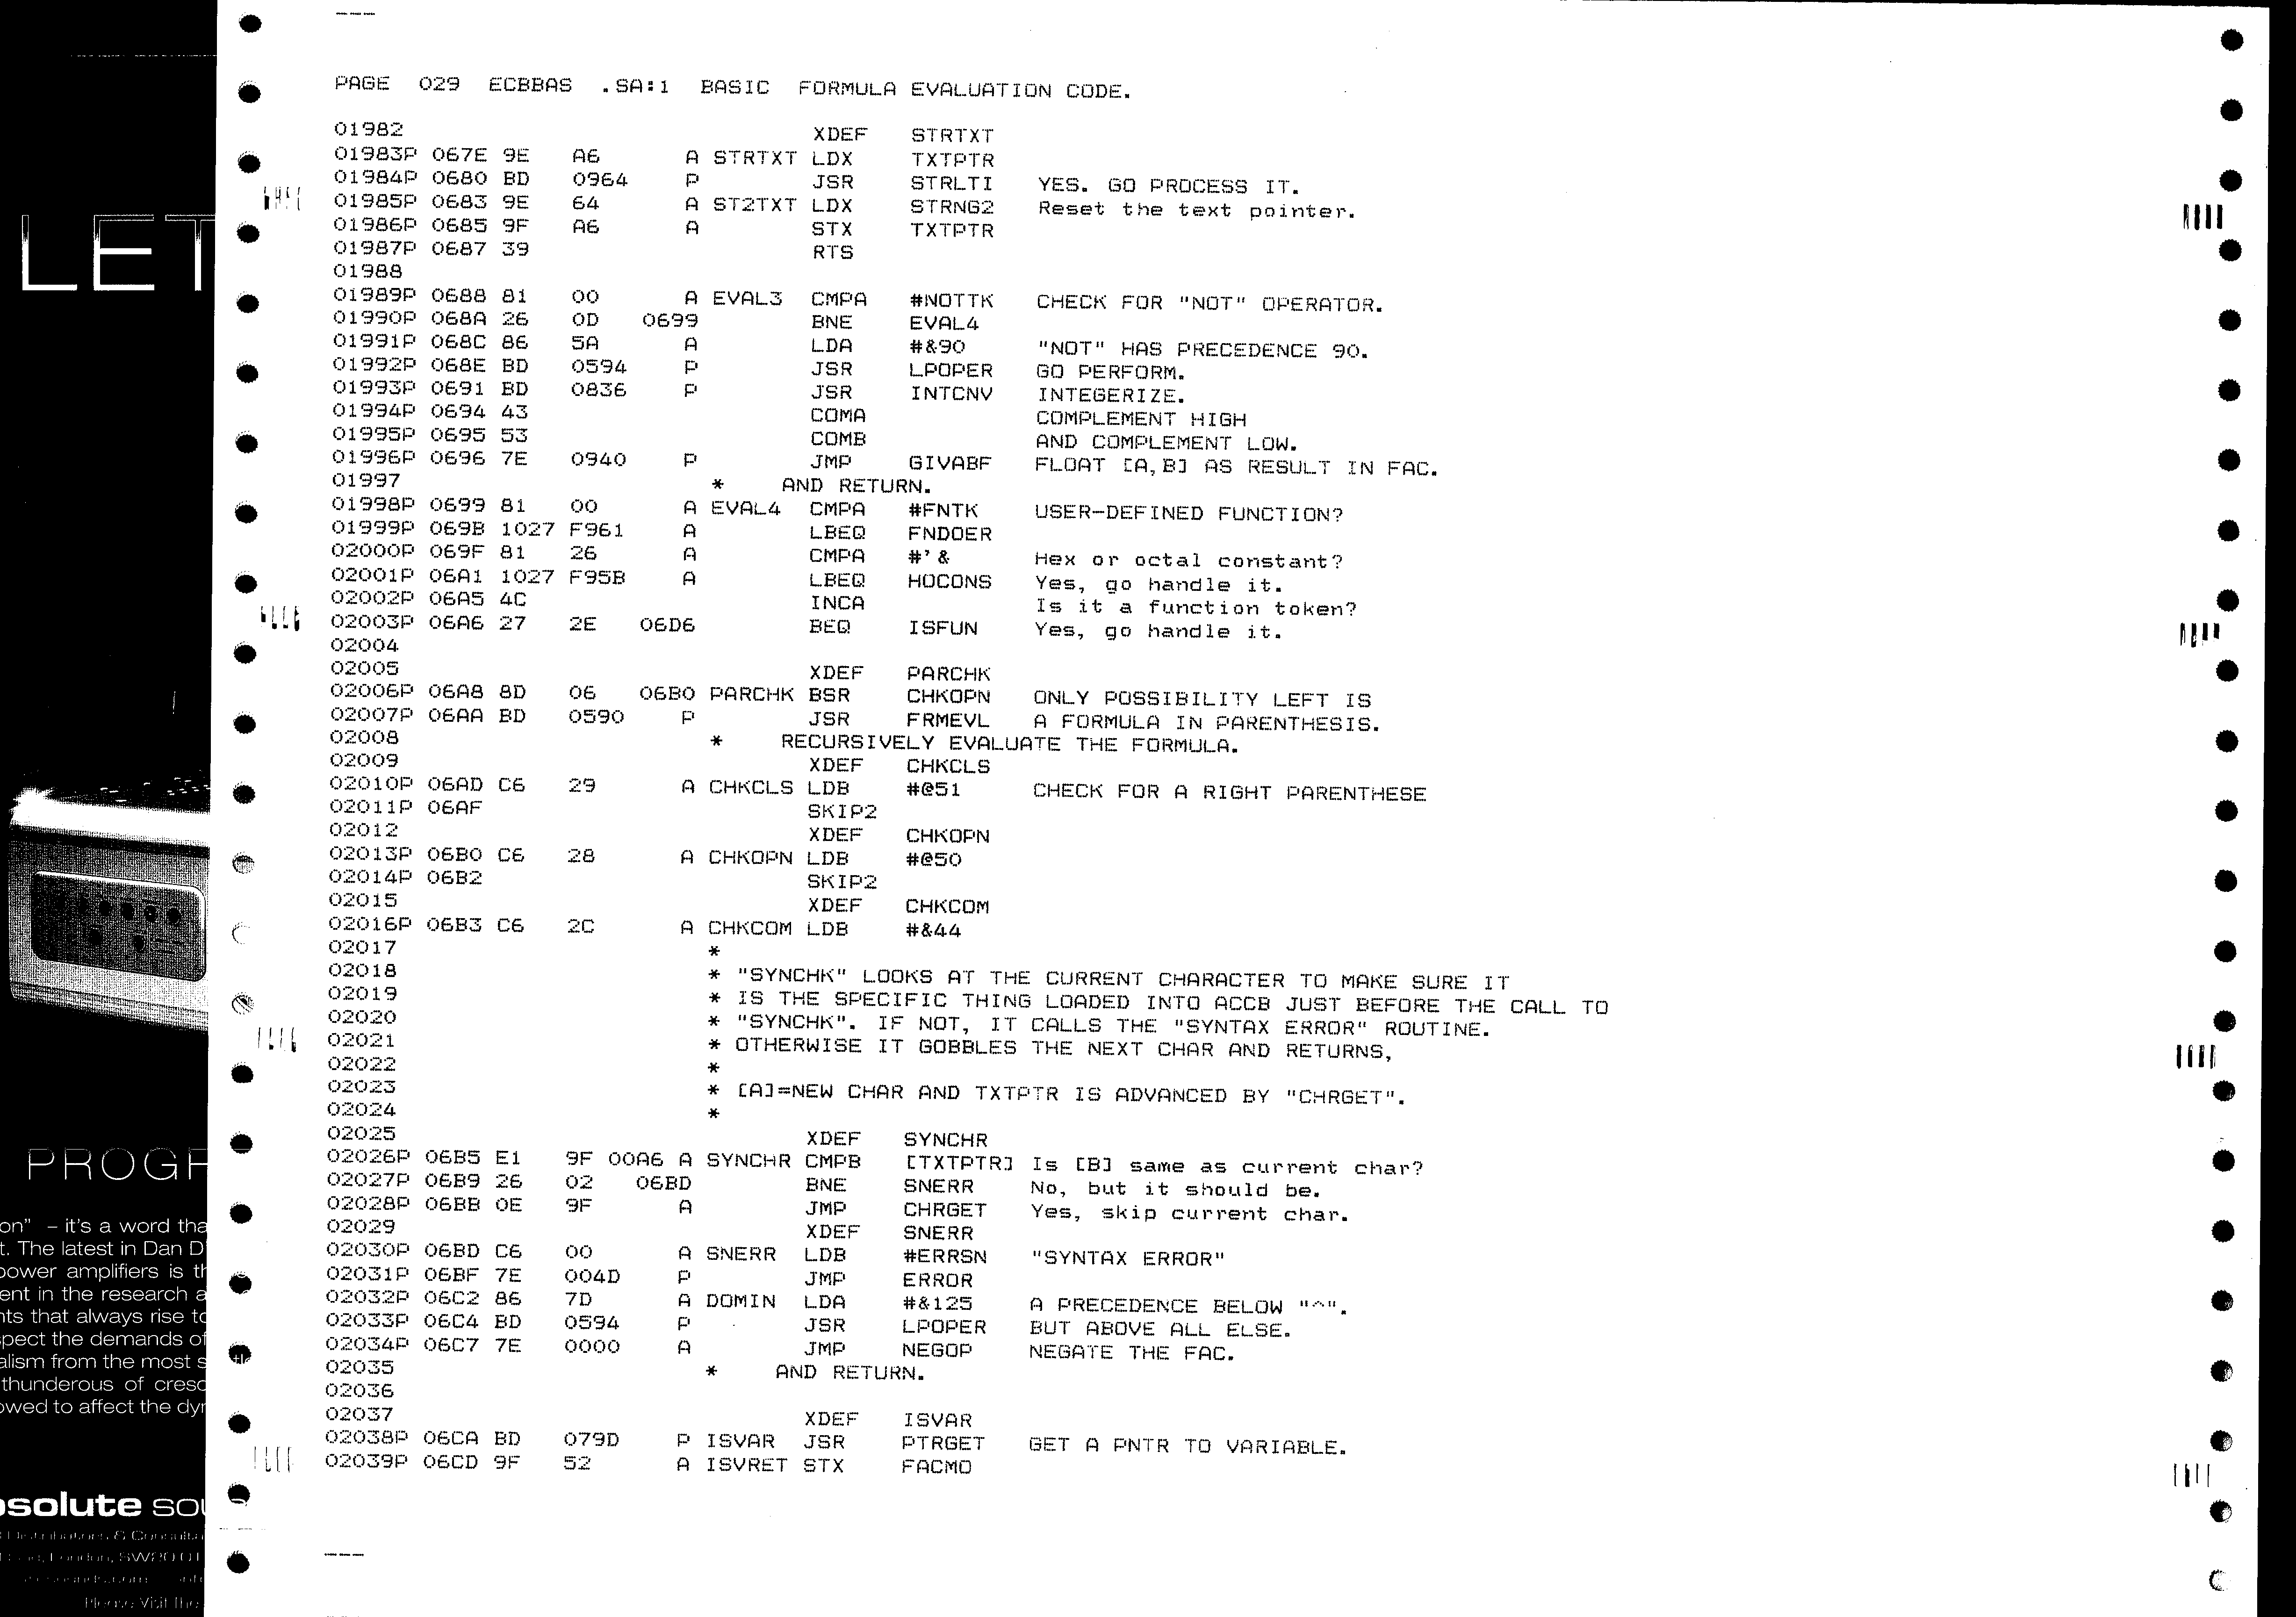 PAGE 029 ECBBAS .SA:1 BASIC FORMULA EVALUATION CODE.
01982 XDEF STRTXT
01983P 067E 9E A6 A STRTXT LDX TXTPTR
01984P 0680 BD 0964 P JSR STRLTI YES. GO PROCESS IT.
01985P 0683 9E 64 A ST2TXT LDX STRNG2 Reset the text pointer.
01986P 0685 9F A6 A STX TXTPTR
01987P 0687 39 RTS
01988
01989P 0688 81 00 A EVAL3 CMPA #NOTTK CHECK FOR "NOT" OPERATOR.
01990P 068A 26 0D 0699 BNE EVAL4
01991P 068C 86 5A A LDA #&90 "NOT" HAS PRECEDENCE 90.
01992P 068E BD 0594 P JSR LPOPER GO PERFORM.
01993P 0691 BD 0836 P JSR INTCNV INTEGERIZE.
01994P 0694 43 COMA COMPLEMENT HIGH
01995P 0695 53 COMB AND COMPLEMENT LOW.
01996P 0696 7E 0940 P JMP GIVABF FLOAT [A,B] AS RESULT IN FAC.
01997 * AND RETURN.
01998P 0699 81 00 A EVAL4 CMPA #FNTK USER-DEFINED FUNCTION?
01999P 069B 1027 F961 A LBEQ FNDOER
02000P 069F 81 26 A CMPA #'& Hex or octal constant?
02001P 06A1 1027 F95B A LBEQ HOCONS Yes, go handle it.
02002P 06A5 4C INCA Is it a function token?
02003P 06A6 27 2E 06D6 BEQ ISFUN Yes, go handle it.
02004
02005 XDEF PARCHK
02006P 06A8 8D 06 06B0 PARCHK BSR CHKOPN ONLY POSSIBILITY LEFT IS
02007P 06AA BD 0590 P JSR FRMEVL A FORMULA IN PARENTHESIS.
02008 * RECURSIVELY EVALUATE THE FORMULA.
02009 XDEF CHKCLS
02010P 06AD C6 29 A CHKCLS LDB #@51 CHECK FOR A RIGHT PARENTHESE
02011P 06AF SKIP2
02012 XDEF CHKOPN
02013P 06B0 C6 28 A CHKOPN LDB #@50
02014P 06B2 SKIP2
02015 XDEF CHKCOM
02016P 06B3 C6 2C A CHKCOM LDB #&44
02017 *
02018 * "SYNCHK" LOOKS AT THE CURRENT CHARACTER TO MAKE SURE IT
02019 * IS THE SPECIFIC THING LOADED INTO ACCB JUST BEFORE THE CALL TO
02020 * "SYNCHK". IF NOT, IT CALLS THE "SYNTAX ERROR" ROUTINE.
02021 * OTHERWISE IT GOBBLES THE NEXT CHAR AND RETURNS,
02022 *
02023 * [A]=NEW CHAR AND TXTPTR IS ADVANCED BY "CHRGET".
02024 *
02025 XDEF SYNCHR
02026P 06B5 E1 9F 00A6 A SYNCHR CMPB [TXTPTR] Is [B] same as current char?
02027P 06B9 26 02 06BD BNE SNERR No, but it should be.
02028P 06BB 0E 9F A JMP CHRGET Yes, skip current char.
02029 XDEF SNERR
02030P 06BD C6 00 A SNERR LDB #ERRSN "SYNTAX ERROR"
02031P 06BF 7E 004D P JMP ERROR
02032P 06C2 86 7D A DOMIN LDA #&125 A PRECEDENCE BELOW "^".
02033P 06C4 BD 0594 P JSR LPOPER BUT ABOVE ALL ELSE.
02034P 06C7 7E 0000 A JMP NEGOP NEGATE THE FAC.
02035 * AND RETURN.
02036
02037 XDEF ISVAR
02038P 06CA BD 079D P ISVAR JSR PTRGET GET A PNTR TO VARIABLE.
02039P 06CD 9F 52 A ISVRET STX FACMO
LET
PROGR
on" – it's a word tha
t. The latest in Dan D
power amplifiers is th
ent in the research a
nts that always rise to
spect the demands of
alism from the most s
thunderous of cresc
owed to affect the dyn
bsolute sou
London, SW20 0
Please Visit the